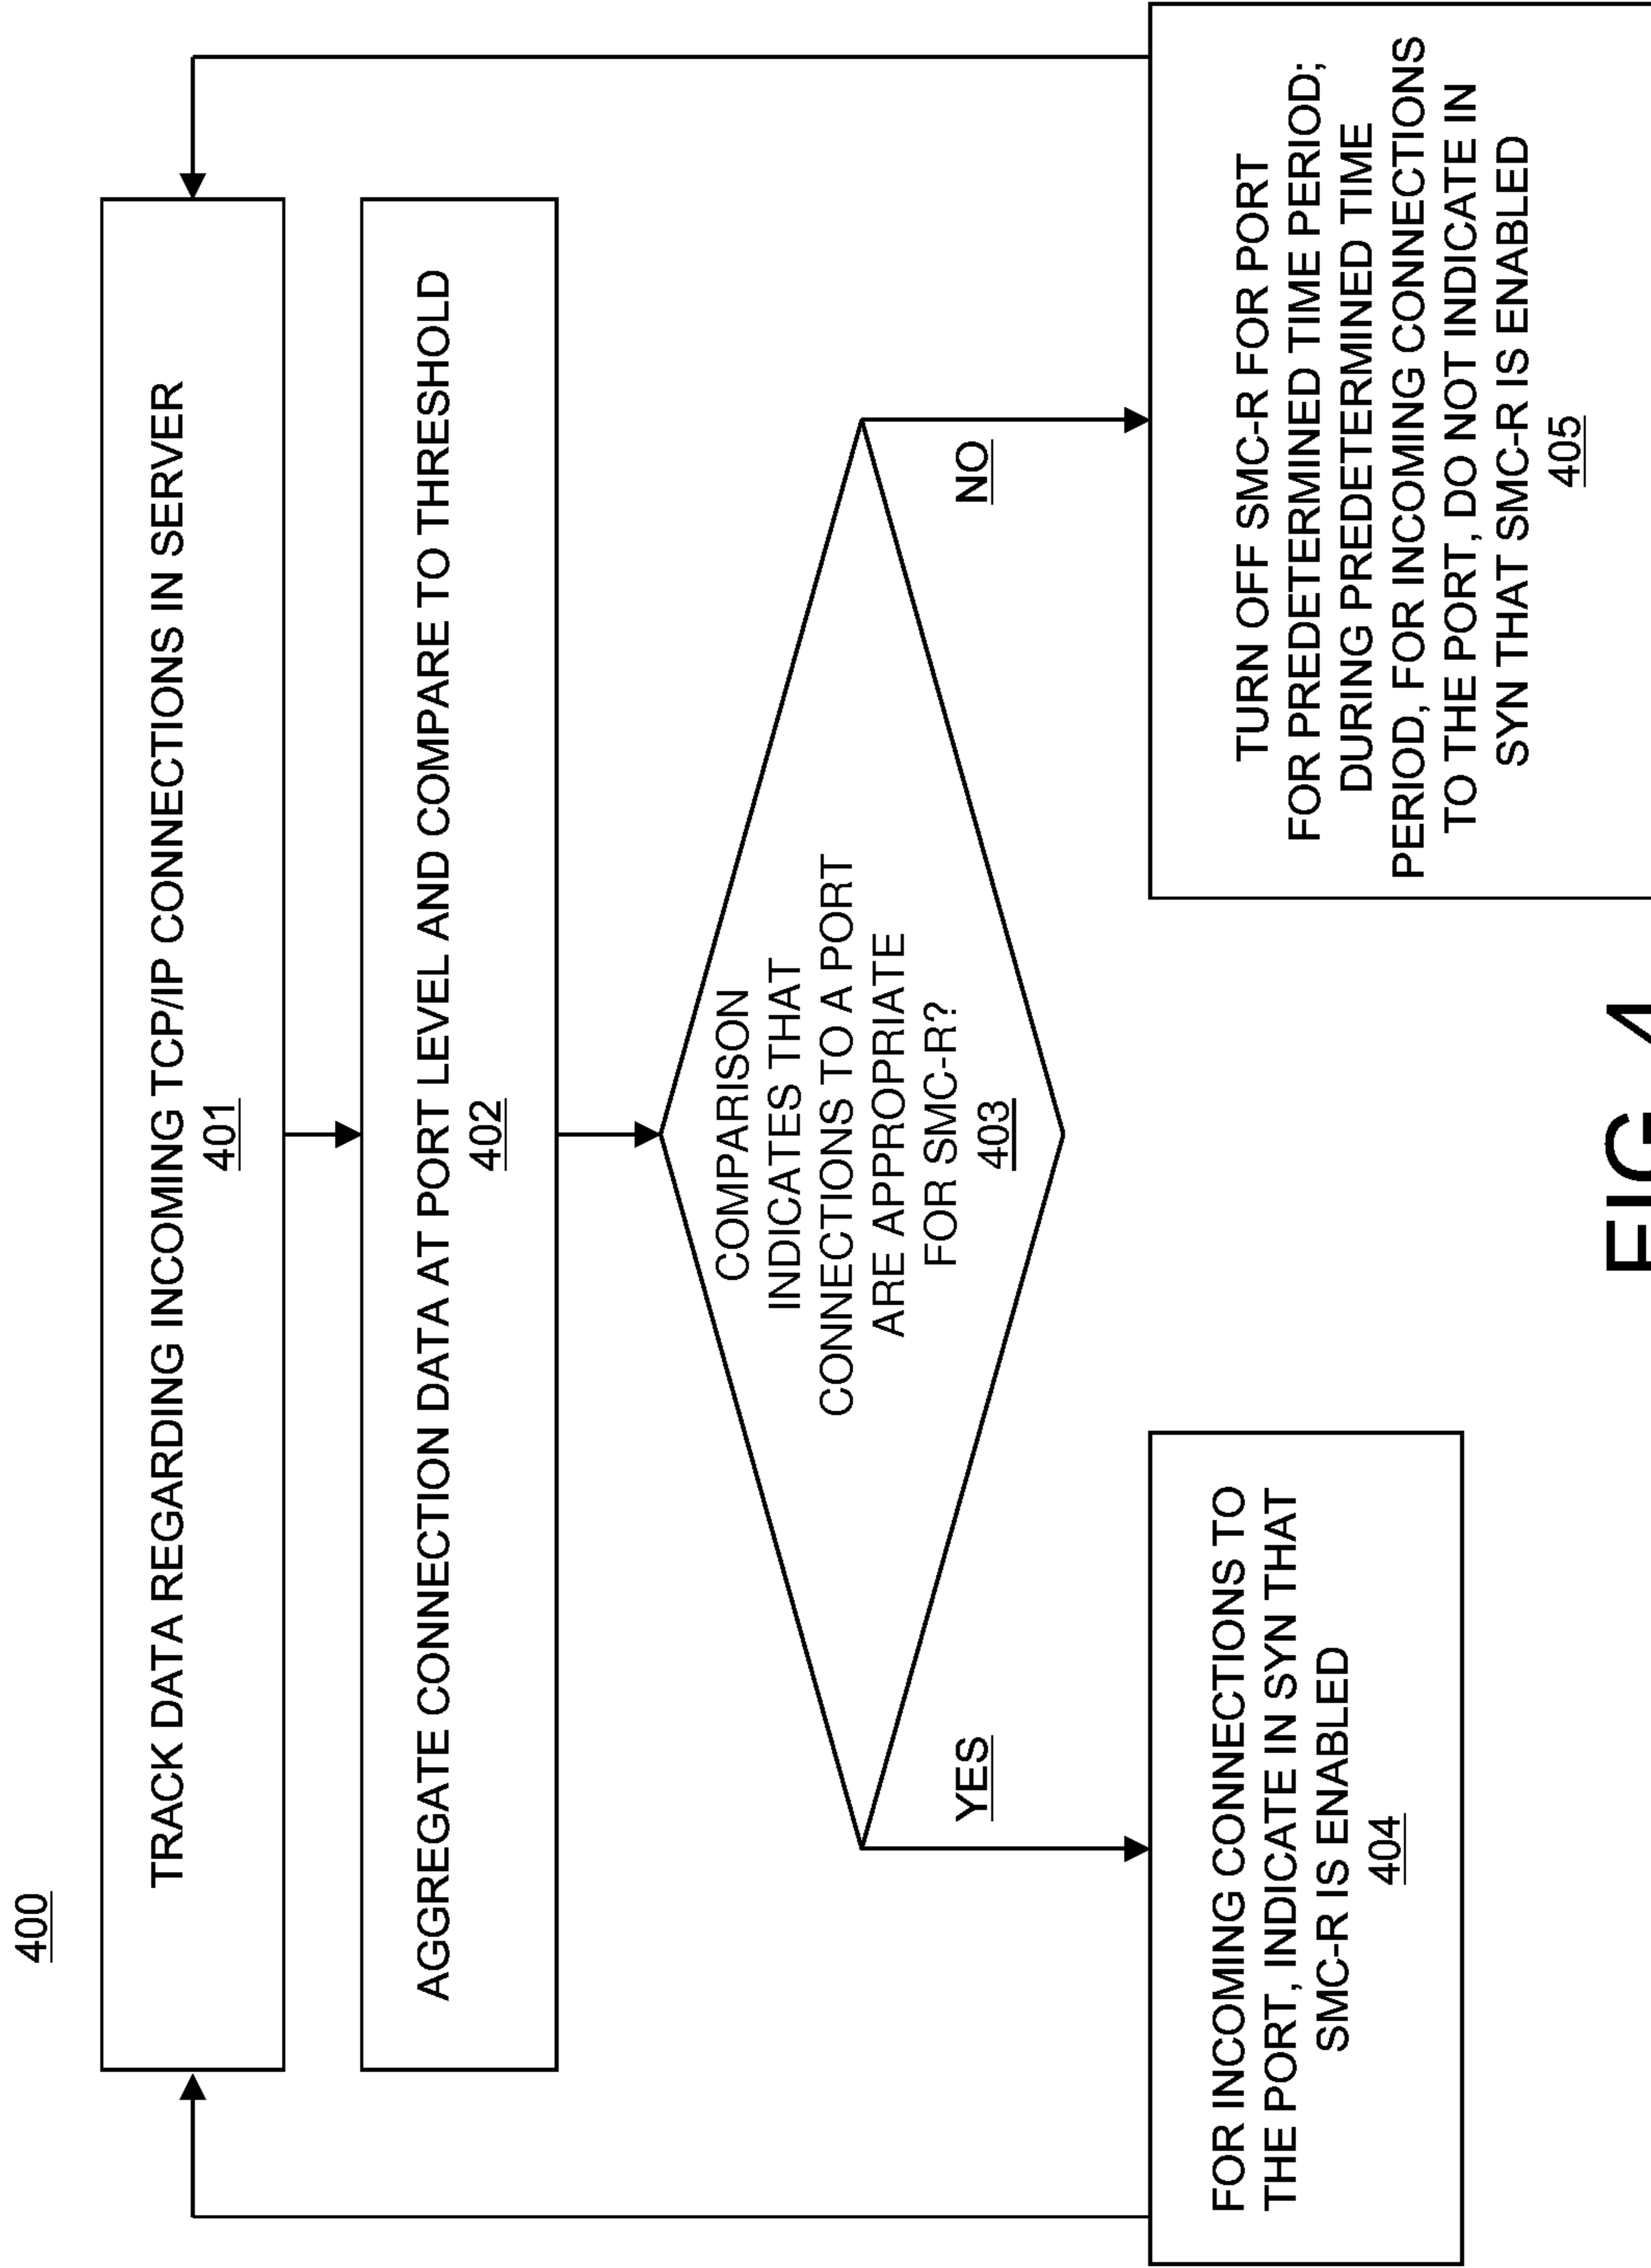 400
TRACK DATA REGARDING INCOMING TCP/IP CONNECTIONS IN SERVER
401
AGGREGATE CONNECTION DATA AT PORT LEVEL AND COMPARE TO THRESHOLD
402
COMPARISON
INDICATES THAT
CONNECTIONS TO A PORT
ARE APPROPRIATE
FOR SMC-R?
403
YES
NO
FOR INCOMING CONNECTIONS TO
THE PORT, INDICATE IN SYN THAT
SMC-R IS ENABLED
404
TURN OFF SMC-R FOR PORT
FOR PREDETERMINED TIME PERIOD;
DURING PREDETERMINED TIME
PERIOD, FOR INCOMING CONNECTIONS
TO THE PORT, DO NOT INDICATE IN
SYN THAT SMC-R IS ENABLED
405
FIG. 4